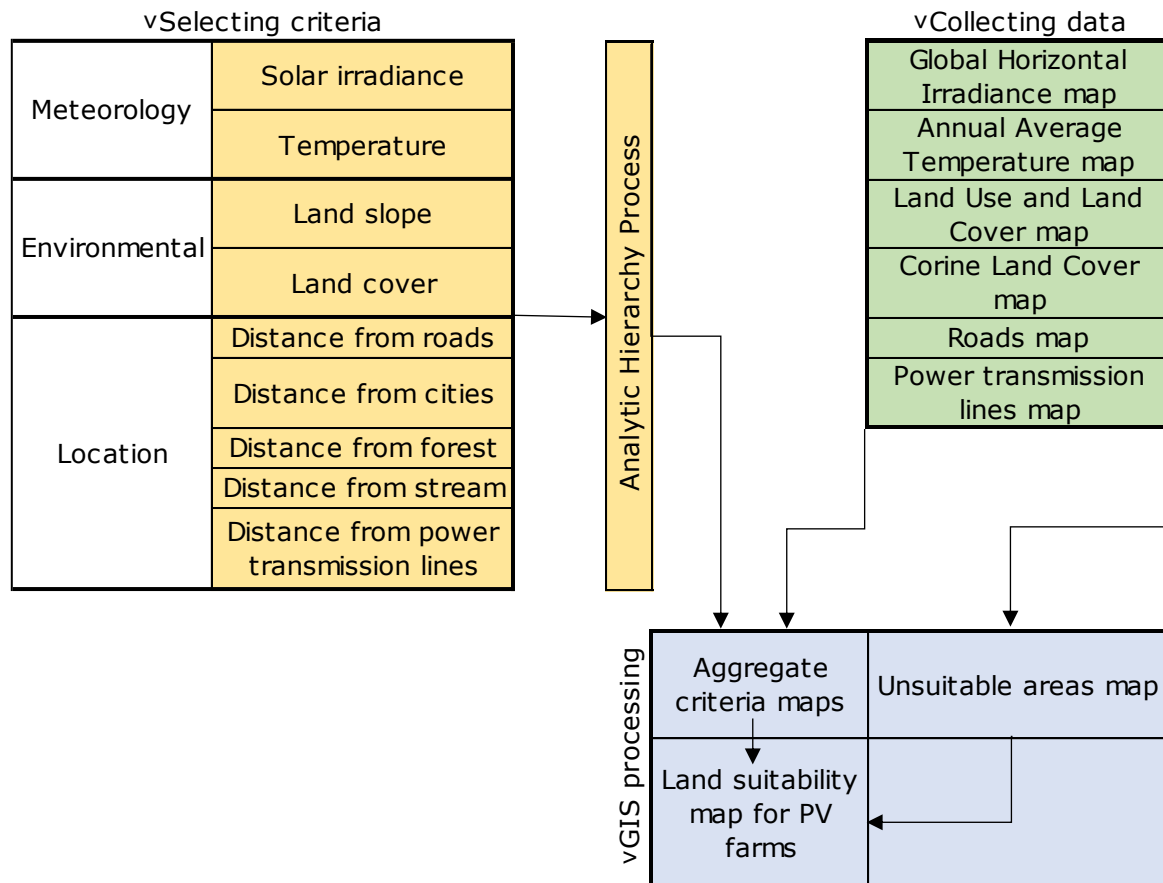 vSelecting criteria
Meteorology
Solar irradiance
Temperature
Environmental
Land slope
Land cover
Location
Distance from roads
Distance from cities
Distance from forest
Distance from stream
Distance from power
transmission lines
Analytic Hierarchy Process
vCollecting data
Global Horizontal
Irradiance map
Annual Average
Temperature map
Land Use and Land
Cover map
Corine Land Cover
map
Roads map
Power transmission
lines map
vGIS processing
Aggregate
criteria maps
Unsuitable areas map
Land suitability
map for PV
farms